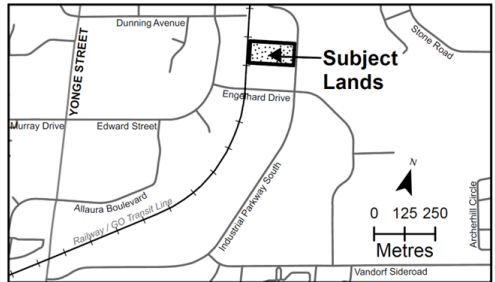 Dunning Avenue
YONGE STREET
Stone Road
Subject
Lands
Engelhard Drive
Murray Drive
Edward Street
Allaura Boulevard
Railway / GO Transit Line
Industrial Parkway South
N
0 125 250
Metres
Archerhill Circle
Vandorf Sideroad